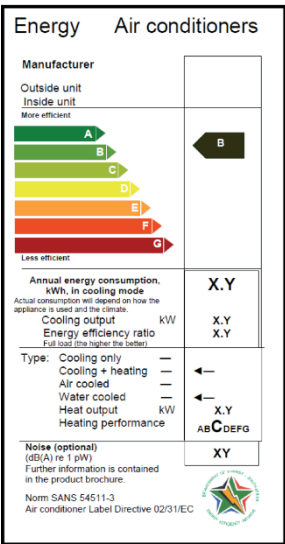 Energy Air conditioners
Manufacturer
Outside unit
Inside unit
More efficient
A
B
B
C
D
E
F
G
Less efficient
Annual energy consumption, X.Y
kWh, in cooling mode
Actual consumption will depend on how the
appliance is used and the climate.
Cooling output kW X.Y
Energy efficiency ratio X.Y
Full load (the higher the better)
Type: Cooling only —
Cooling + heating —
Air cooled —
Water cooled —
Heat output kW X.Y
Heating performance ABCDEFG
Noise (optional) XY
(dB(A) re 1 pW)
Further information is contained
in the product brochure.
Norm SANS 54511-3
Air conditioner Label Directive 02/31/EC